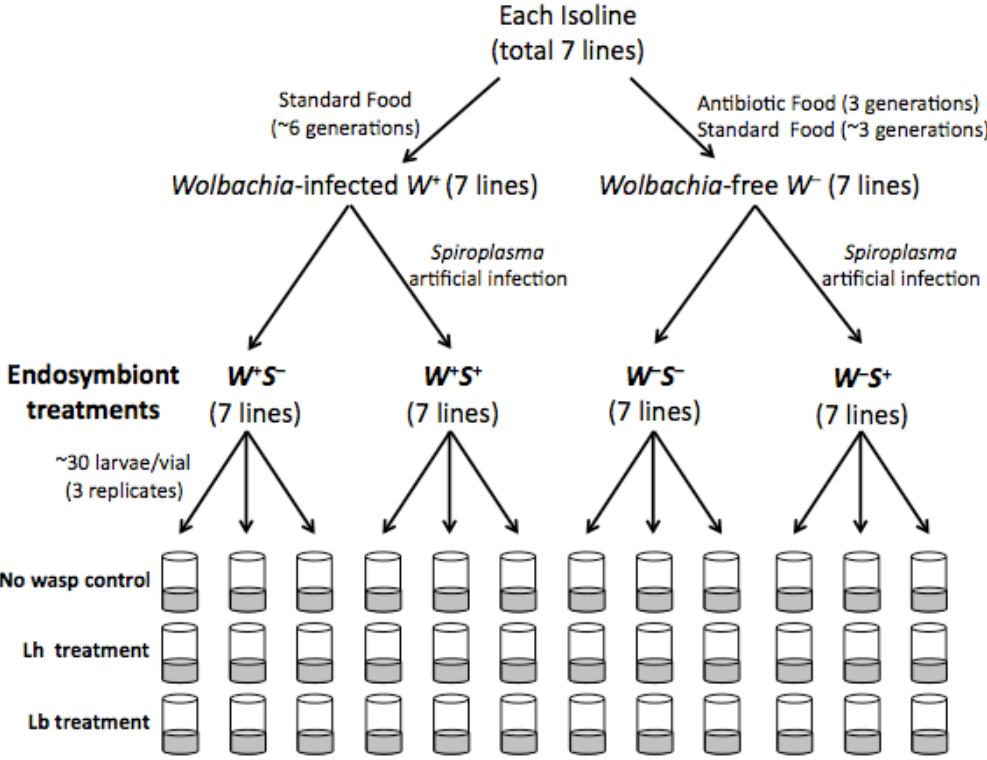 Each Isoline
(total 7 lines)
Standard Food
(~6 generations)
Antibiotic Food (3 generations)
Standard Food (~3 generations)
Wolbachia-infected W⁺ (7 lines)
Wolbachia-free W⁻ (7 lines)
Spiroplasma
artificial infection
Spiroplasma
artificial infection
Endosymbiont
treatments
W⁺S⁻
(7 lines)
W⁺S⁺
(7 lines)
W⁻S⁻
(7 lines)
W⁻S⁺
(7 lines)
~30 larvae/vial
(3 replicates)
No wasp control
Lh treatment
Lb treatment